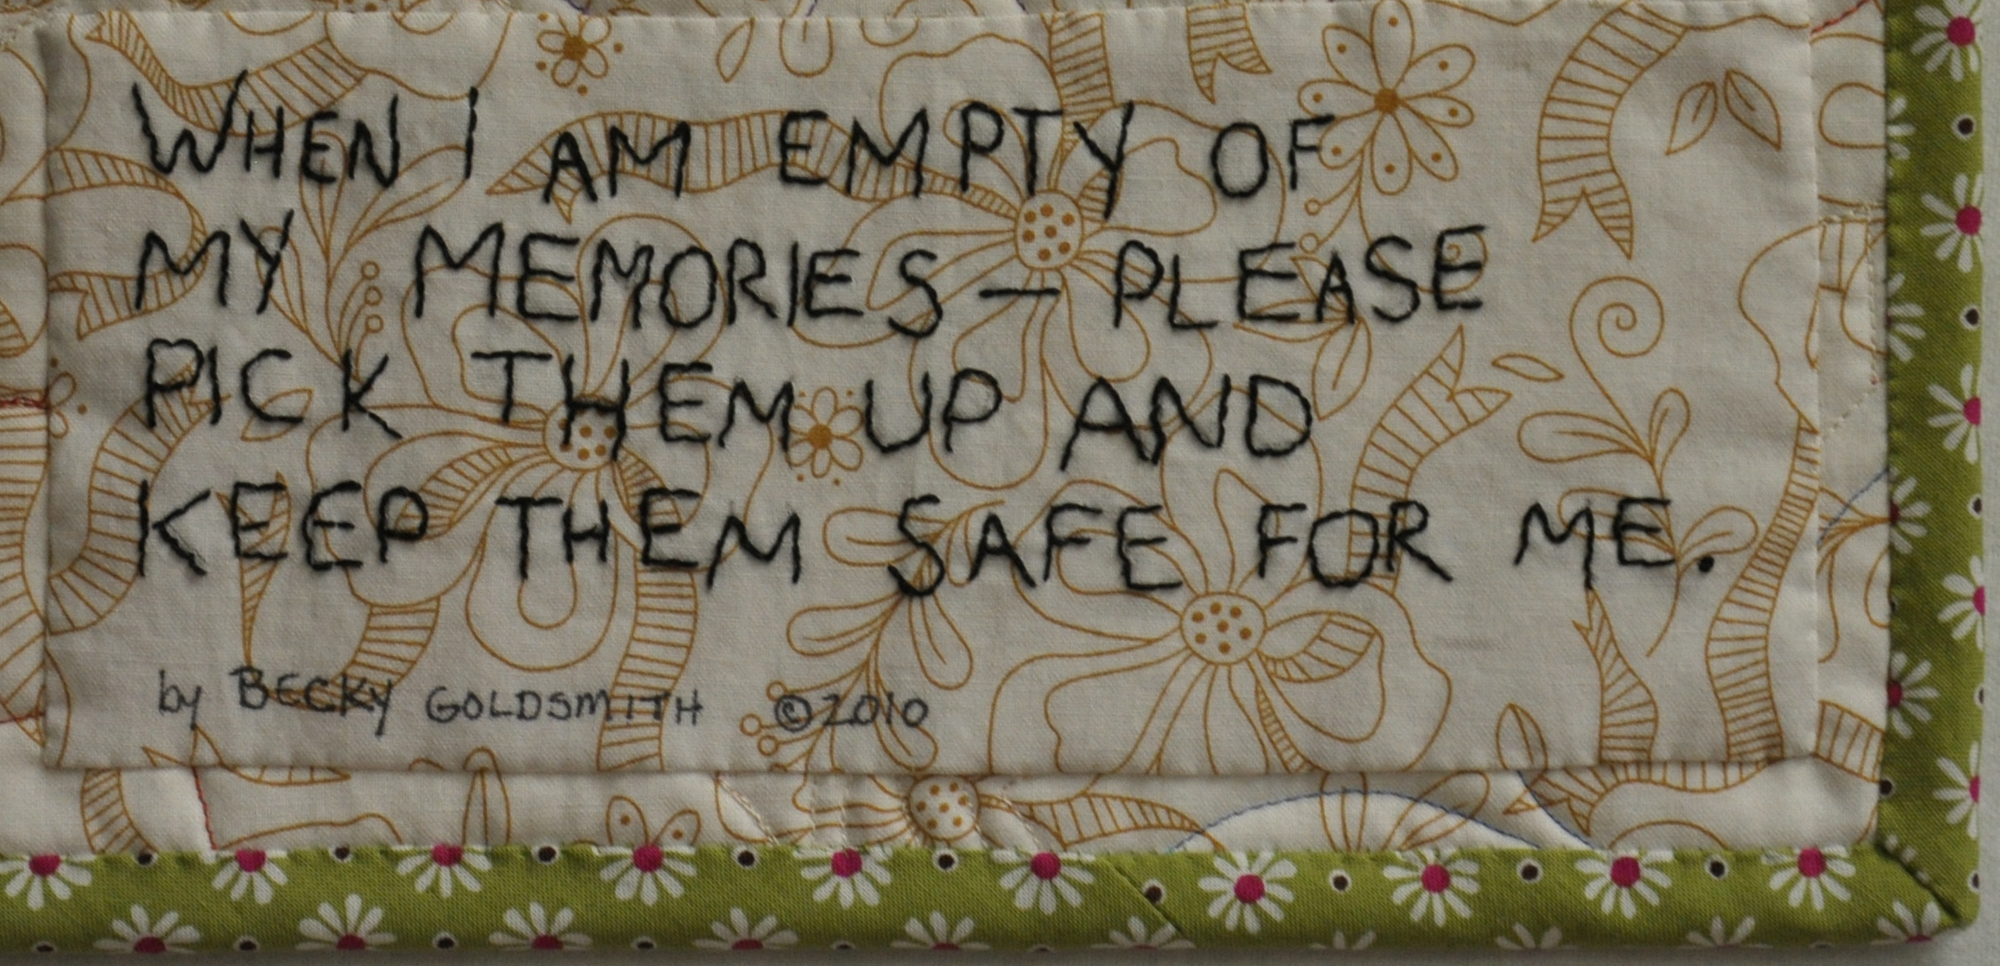 WHEN I AM EMPTY OF
MY MEMORIES — PLEASE
PICK THEM UP AND
KEEP THEM SAFE FOR ME.
by BECKY GOLDSMITH ©2010